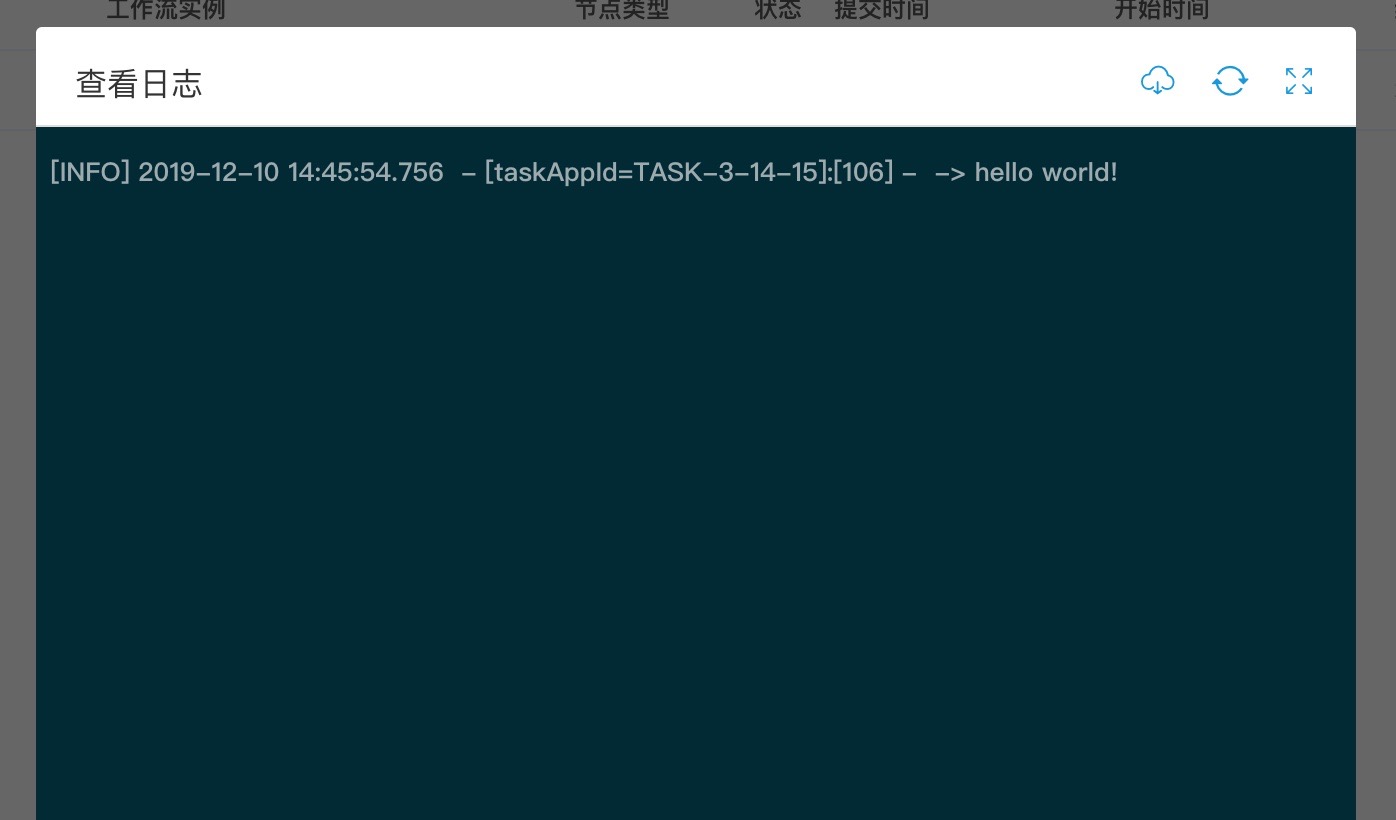 工作流实例 节点类型 状态 提交时间 开始时间
查看日志
[INFO] 2019-12-10 14:45:54.756 - [taskAppId=TASK-3-14-15]:[106] - -> hello world!